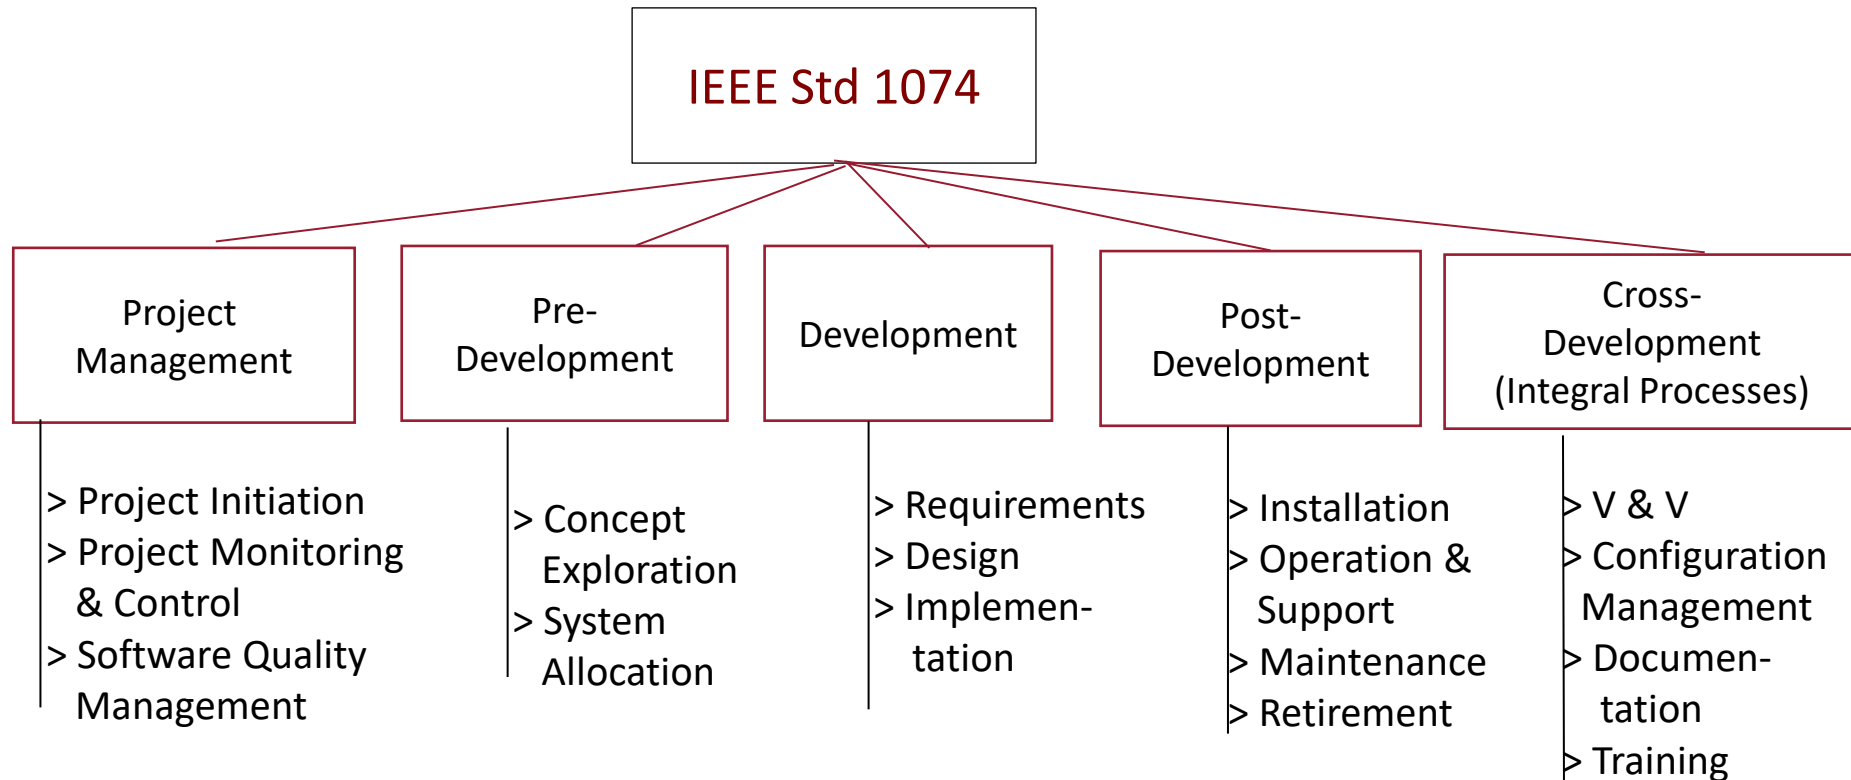 IEEE Std 1074
Project
Management
Pre-
Development
Development
Post-
Development
Cross-
Development
(Integral Processes)
> Project Initiation
> Project Monitoring
& Control
> Software Quality
Management
> Concept
Exploration
> System
Allocation
> Requirements
> Design
> Implemen-
tation
> Installation
> Operation &
Support
> Maintenance
> Retirement
> V & V
> Configuration
Management
> Documen-
tation
> Training